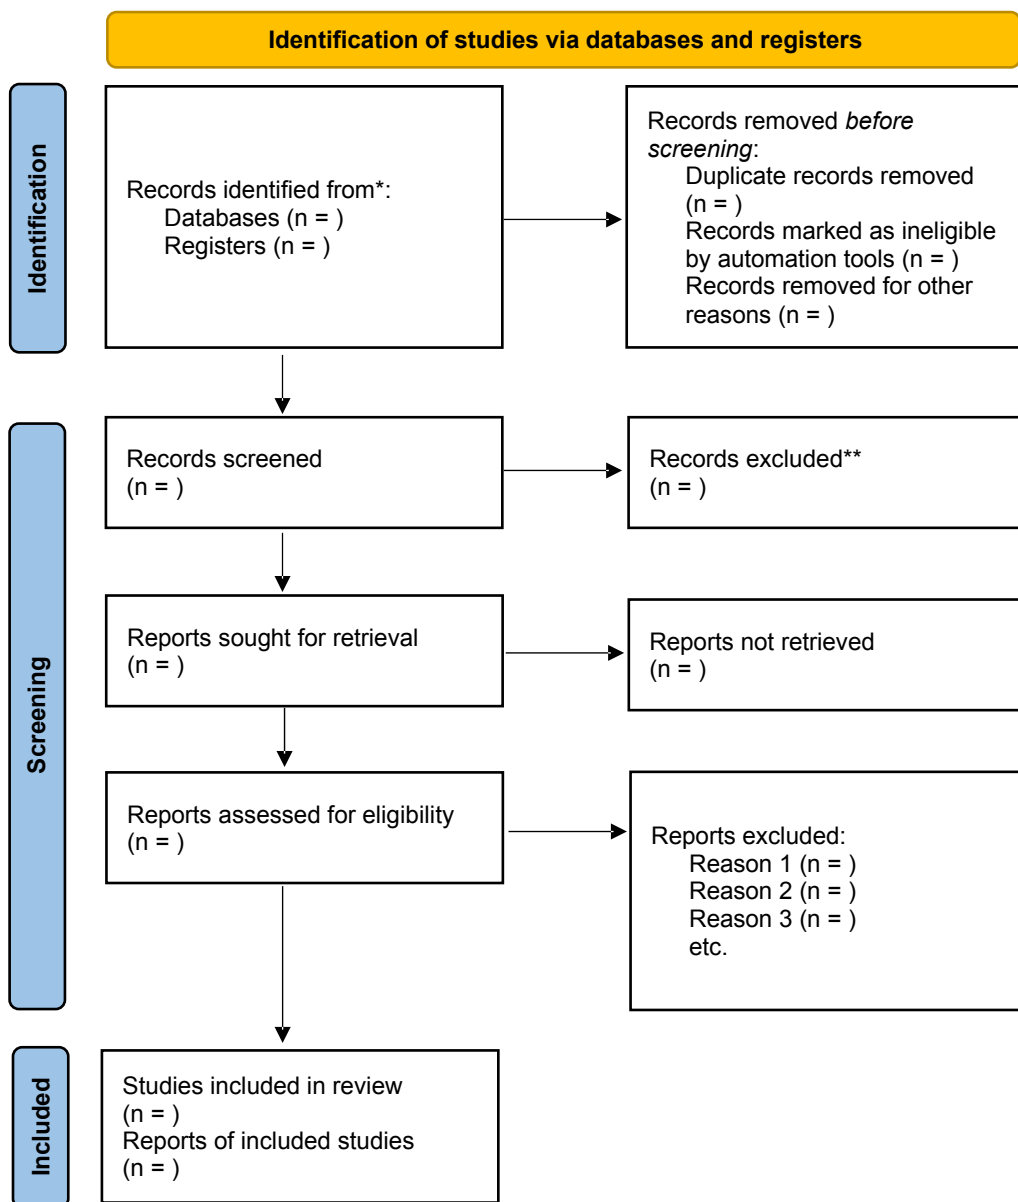 Identification of studies via databases and registers
Identification
Records identified from*:
Databases (n = )
Registers (n = )
Records removed before
screening:
Duplicate records removed
(n = )
Records marked as ineligible
by automation tools (n = )
Records removed for other
reasons (n = )
Screening
Records screened
(n = )
Records excluded**
(n = )
Reports sought for retrieval
(n = )
Reports not retrieved
(n = )
Reports assessed for eligibility
(n = )
Reports excluded:
Reason 1 (n = )
Reason 2 (n = )
Reason 3 (n = )
etc.
Included
Studies included in review
(n = )
Reports of included studies
(n = )